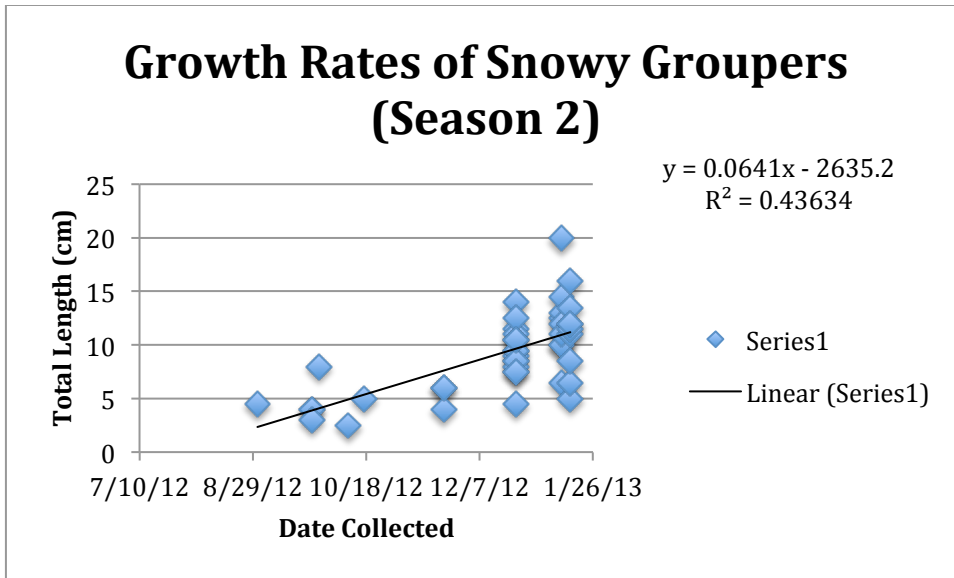 Growth Rates of Snowy Groupers
(Season 2)
y = 0.0641x - 2635.2
R² = 0.43634
25
20
15
10
5
0
Total Length (cm)
7/10/12 8/29/12 10/18/12 12/7/12 1/26/13
Date Collected
Series1
Linear (Series1)